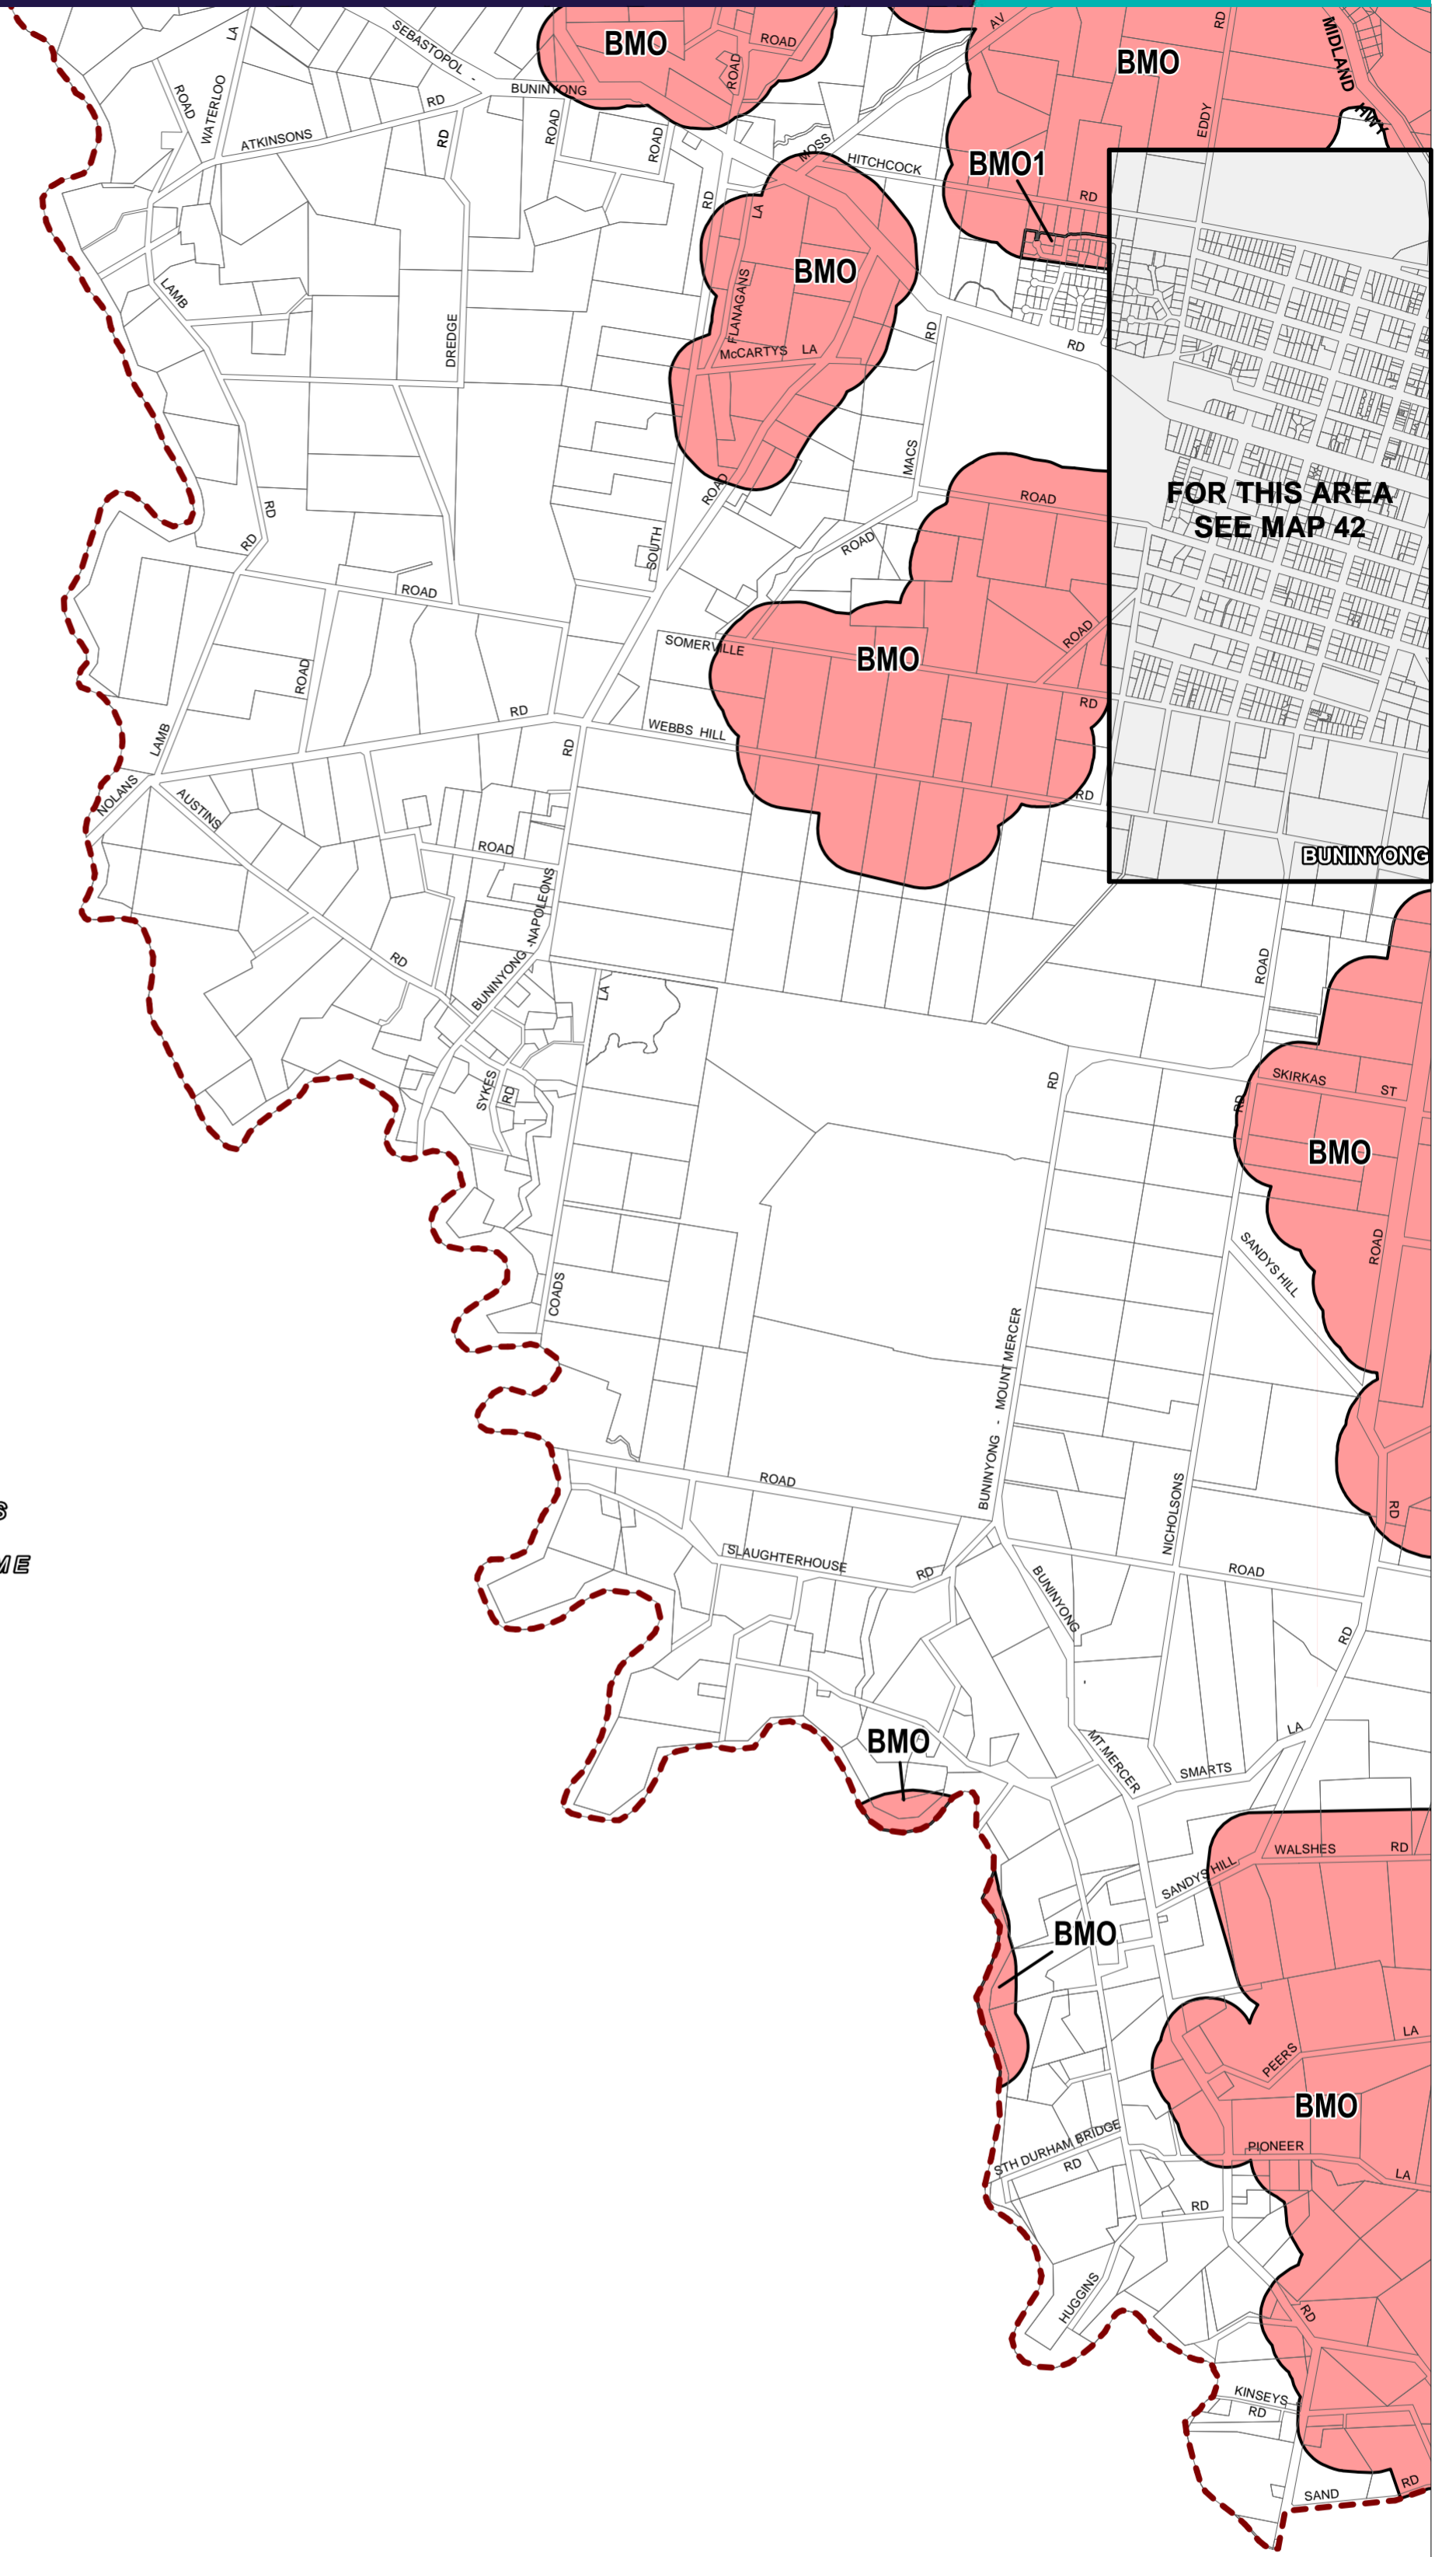 SEBASTOPOL -
BMO
ROAD
ROAD
AV
RD
BMO
MIDLAND
HWY
LA
WATERLOO
ROAD
ATKINSONS
RD
RD
BUNINYONG
ROAD
ROAD
MOSS
HITCHCOCK
EDDY
BMO1
RD
RD
LA
BMO
FLANAGANS
LAMB
DREDGE
McCARTYS LA
RD
RD
MACS
ROAD
ROAD
FOR THIS AREA
SEE MAP 42
RD
RD
SOUTH
ROAD
ROAD
ROAD
SOMERVILLE
BMO
ROAD
RD
RD
WEBBS HILL
LAMB
RD
NOLANS
AUSTINS
RD
ROAD
BUNINYONG
BUNINYONG -NAPOLEONS
RD
ROAD
LA
RD
SKIRKAS
ST
RD
SYKES
RD
BMO
SANDYS HILL
ROAD
COADS
BUNINYONG - MOUNT MERCER
ROAD
NICHOLSONS
RD
S
ME
SLAUGHTERHOUSE
RD
BUNINYONG
ROAD
RD
BMO
MT.MERCER
SMARTS
LA
WALSHES
RD
SANDYS HILL
BMO
PEERS
LA
BMO
STH DURHAM BRIDGE
RD
PIONEER
LA
RD
HUGGINS
RD
KINSEYS
RD
SAND
RD